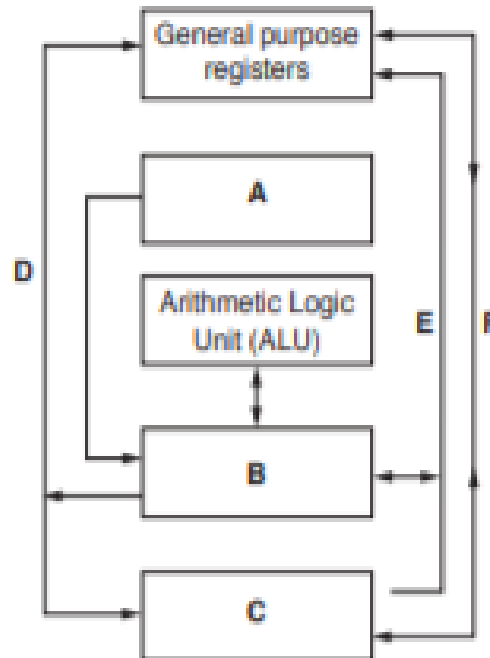 General purpose
registers
A
D
Arithmetic Logic
Unit (ALU)
E
F
B
C